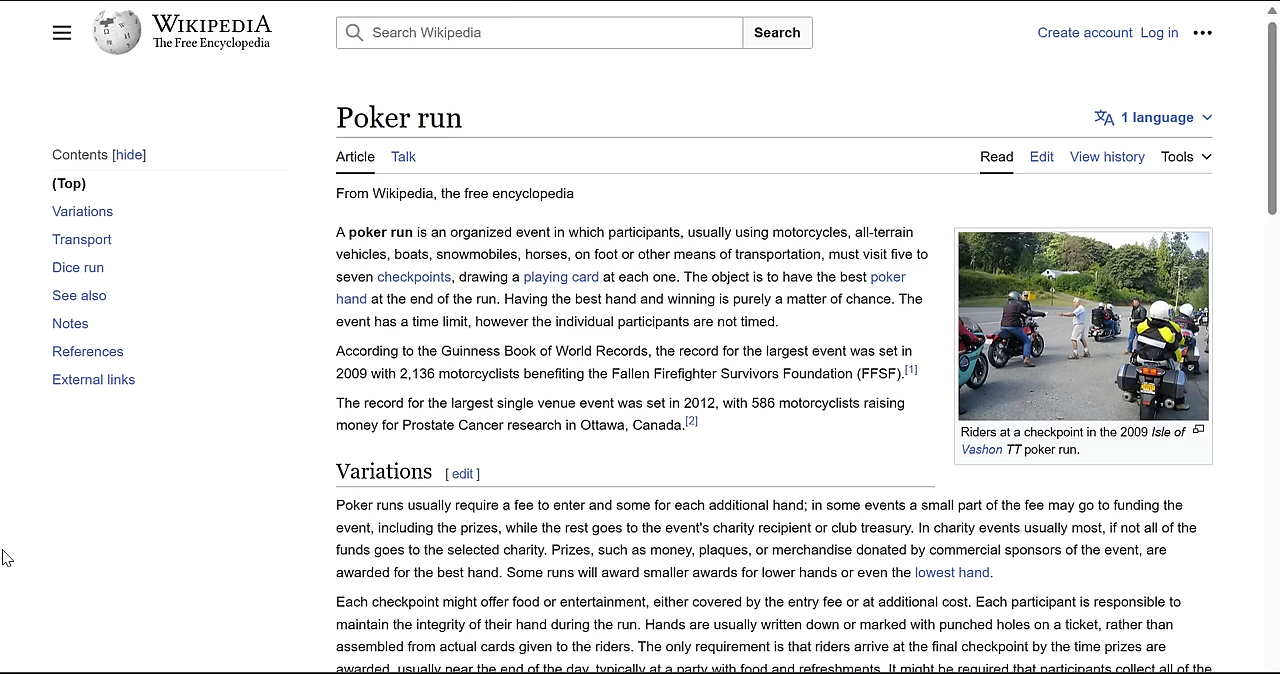 WIKIPEDIA
The Free Encyclopedia
Search Wikipedia
Search
Create account Log in
Contents [hide]
(Top)
Variations
Transport
Dice run
See also
Notes
References
External links
Poker run
1 language
Article Talk
Read Edit View history Tools
From Wikipedia, the free encyclopedia
A poker run is an organized event in which participants, usually using motorcycles, all-terrain
vehicles, boats, snowmobiles, horses, on foot or other means of transportation, must visit five to
seven checkpoints, drawing a playing card at each one. The object is to have the best poker
hand at the end of the run. Having the best hand and winning is purely a matter of chance. The
event has a time limit, however the individual participants are not timed.
According to the Guinness Book of World Records, the record for the largest event was set in
2009 with 2,136 motorcyclists benefiting the Fallen Firefighter Survivors Foundation (FFSF).[1]
The record for the largest single venue event was set in 2012, with 586 motorcyclists raising
money for Prostate Cancer research in Ottawa, Canada.[2]
Riders at a checkpoint in the 2009 Isle of
Vashon TT poker run.
Variations [ edit ]
Poker runs usually require a fee to enter and some for each additional hand; in some events a small part of the fee may go to funding the
event, including the prizes, while the rest goes to the event's charity recipient or club treasury. In charity events usually most, if not all of the
funds goes to the selected charity. Prizes, such as money, plaques, or merchandise donated by commercial sponsors of the event, are
awarded for the best hand. Some runs will award smaller awards for lower hands or even the lowest hand.
Each checkpoint might offer food or entertainment, either covered by the entry fee or at additional cost. Each participant is responsible to
maintain the integrity of their hand during the run. Hands are usually written down or marked with punched holes on a ticket, rather than
assembled from actual cards given to the riders. The only requirement is that riders arrive at the final checkpoint by the time prizes are
awarded, usually near the end of the day, typically at a party with food and refreshments. It might be required that participants collect all of the